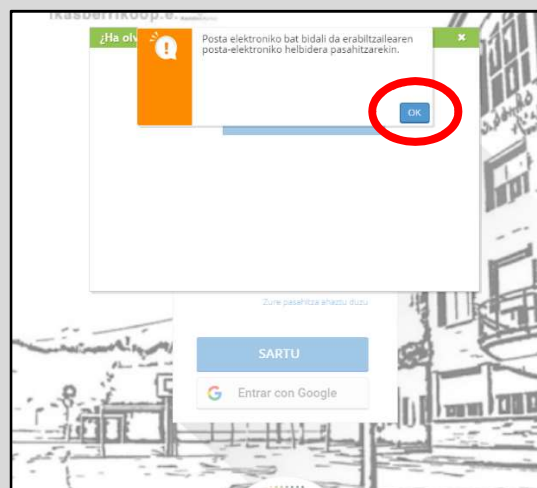 ikasberrikoop.e.
¿Ha olv
Posta elektroniko bat bidali da erabiltzailearen
posta-elektroniko helbidera pasahitzarekin.
OK
Zure pasahitza ahaztu duzu
SARTU
Entrar con Google